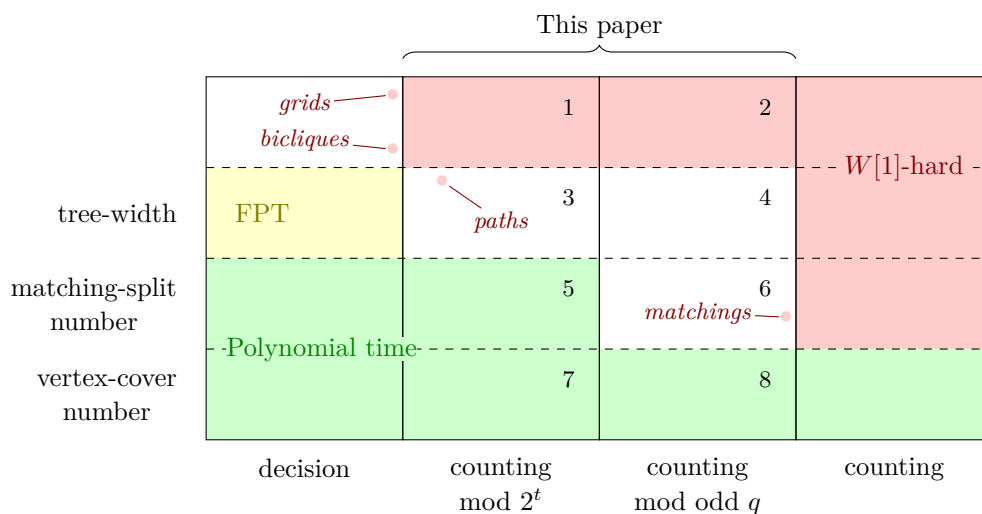 This paper
grids
1
2
bicliques
W[1]-hard
tree-width
FPT
3
4
paths
matching-split
number
5
6
matchings
Polynomial time
vertex-cover
number
7
8
decision
counting
mod 2^t
counting
mod odd q
counting